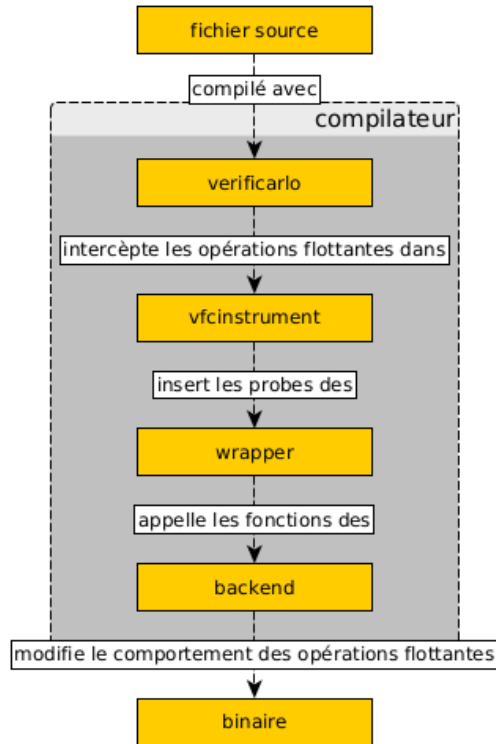 fichier source
compilé avec
compilateur
verificarlo
intercèpte les opérations flottantes dans
vfcinstrument
insert les probes des
wrapper
appelle les fonctions des
backend
modifie le comportement des opérations flottantes
binaire